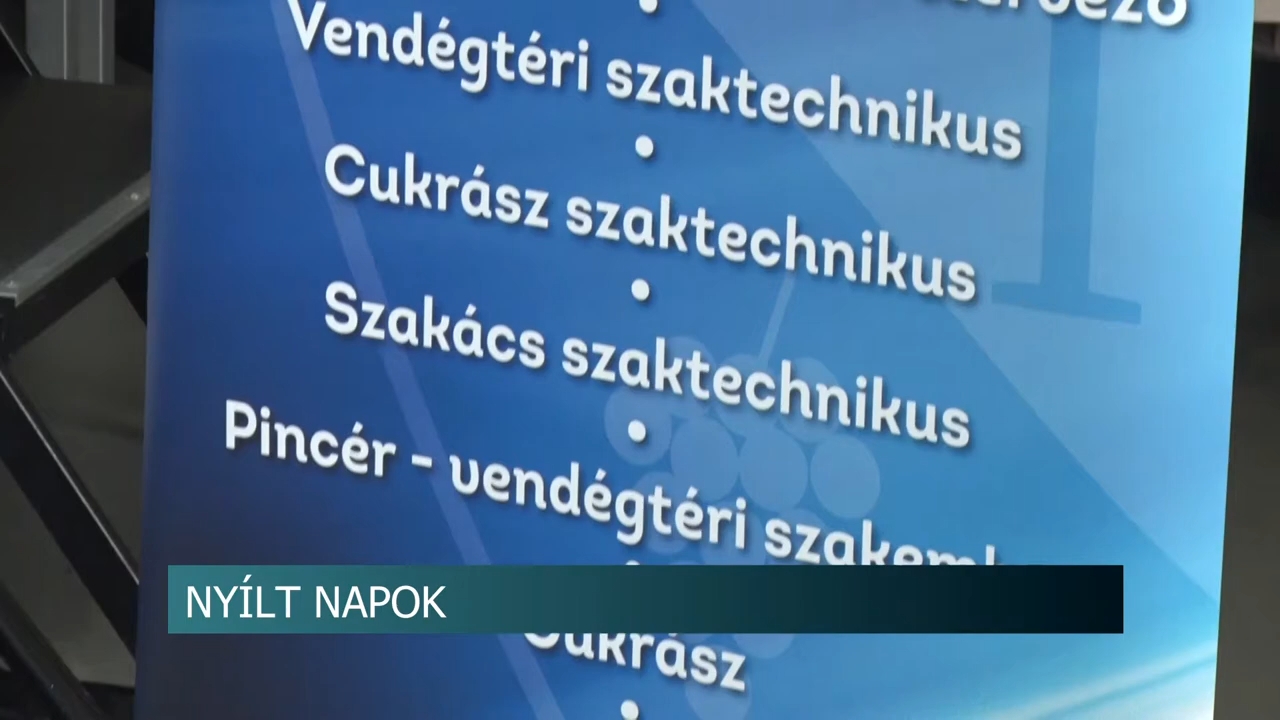 Vendégtéri szaktechnikus
•
Cukrász szaktechnikus
•
Szakács szaktechnikus
•
Pincér - vendégtéri
NYÍLT NAPOK
Cukrász
•